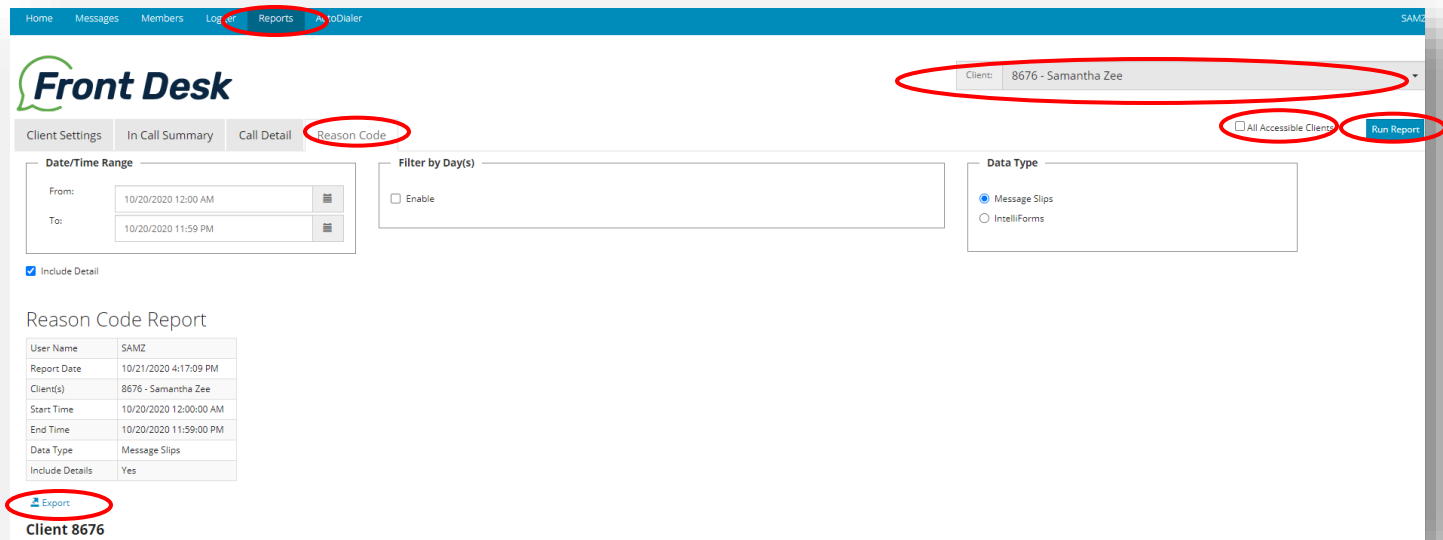 Home Messages Members Logger Reports AutoDialer SAMZ
Front Desk
Client: 8676 - Samantha Zee
Client Settings In Call Summary Call Detail Reason Code All Accessible Clients Run Report
Date/Time Range Filter by Day(s) Data Type
From: 10/20/2020 12:00 AM Enable Message Slips
To: 10/20/2020 11:59 PM IntelliForms
Include Detail
Reason Code Report
User Name SAMZ
Report Date 10/21/2020 4:17:09 PM
Client(s) 8676 - Samantha Zee
Start Time 10/20/2020 12:00:00 AM
End Time 10/20/2020 11:59:00 PM
Data Type Message Slips
Include Details Yes
Export
Client 8676